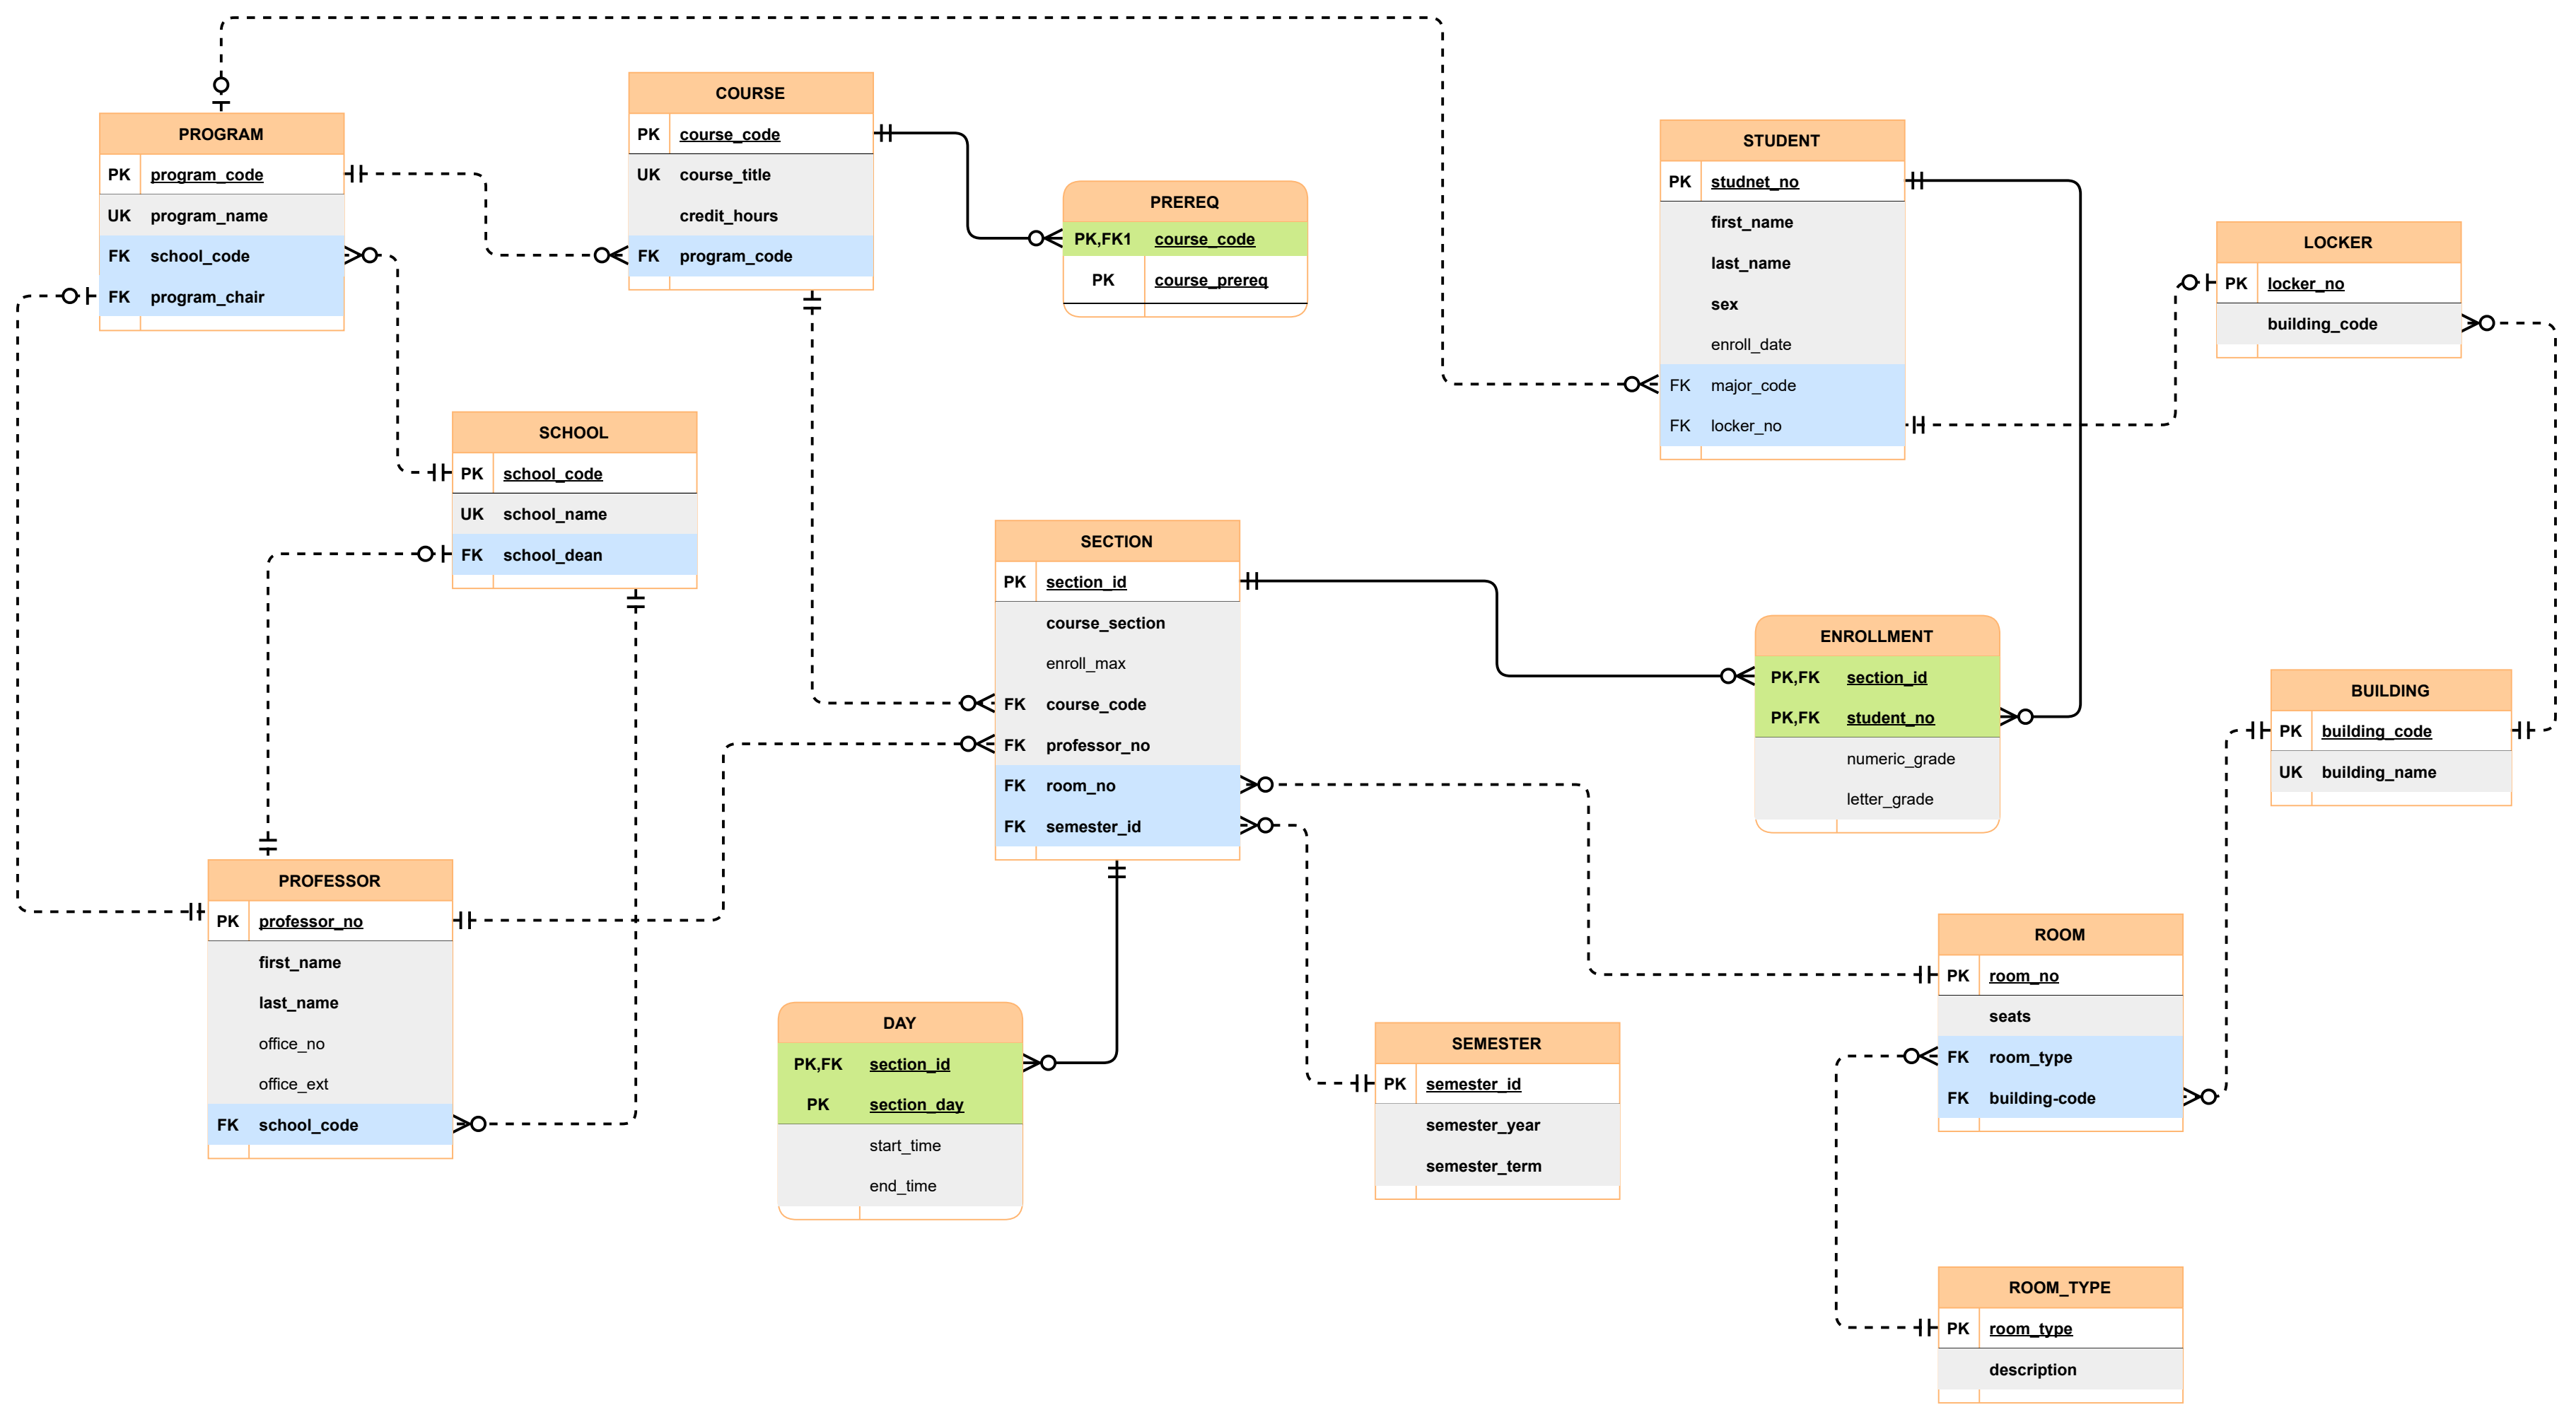 PROGRAM
PK program_code
UK program_name
FK school_code
FK program_chair
COURSE
PK course_code
UK course_title
credit_hours
FK program_code
PREREQ
PK,FK1 course_code
PK course_prereq
STUDENT
PK studnet_no
first_name
last_name
sex
enroll_date
FK major_code
FK locker_no
LOCKER
PK locker_no
building_code
SCHOOL
PK school_code
UK school_name
FK school_dean
SECTION
PK section_id
course_section
enroll_max
FK course_code
FK professor_no
FK room_no
FK semester_id
ENROLLMENT
PK,FK section_id
PK,FK student_no
numeric_grade
letter_grade
BUILDING
PK building_code
UK building_name
PROFESSOR
PK professor_no
first_name
last_name
office_no
office_ext
FK school_code
DAY
PK,FK section_id
PK section_day
start_time
end_time
SEMESTER
PK semester_id
semester_year
semester_term
ROOM
PK room_no
seats
FK room_type
FK building-code
ROOM_TYPE
PK room_type
description